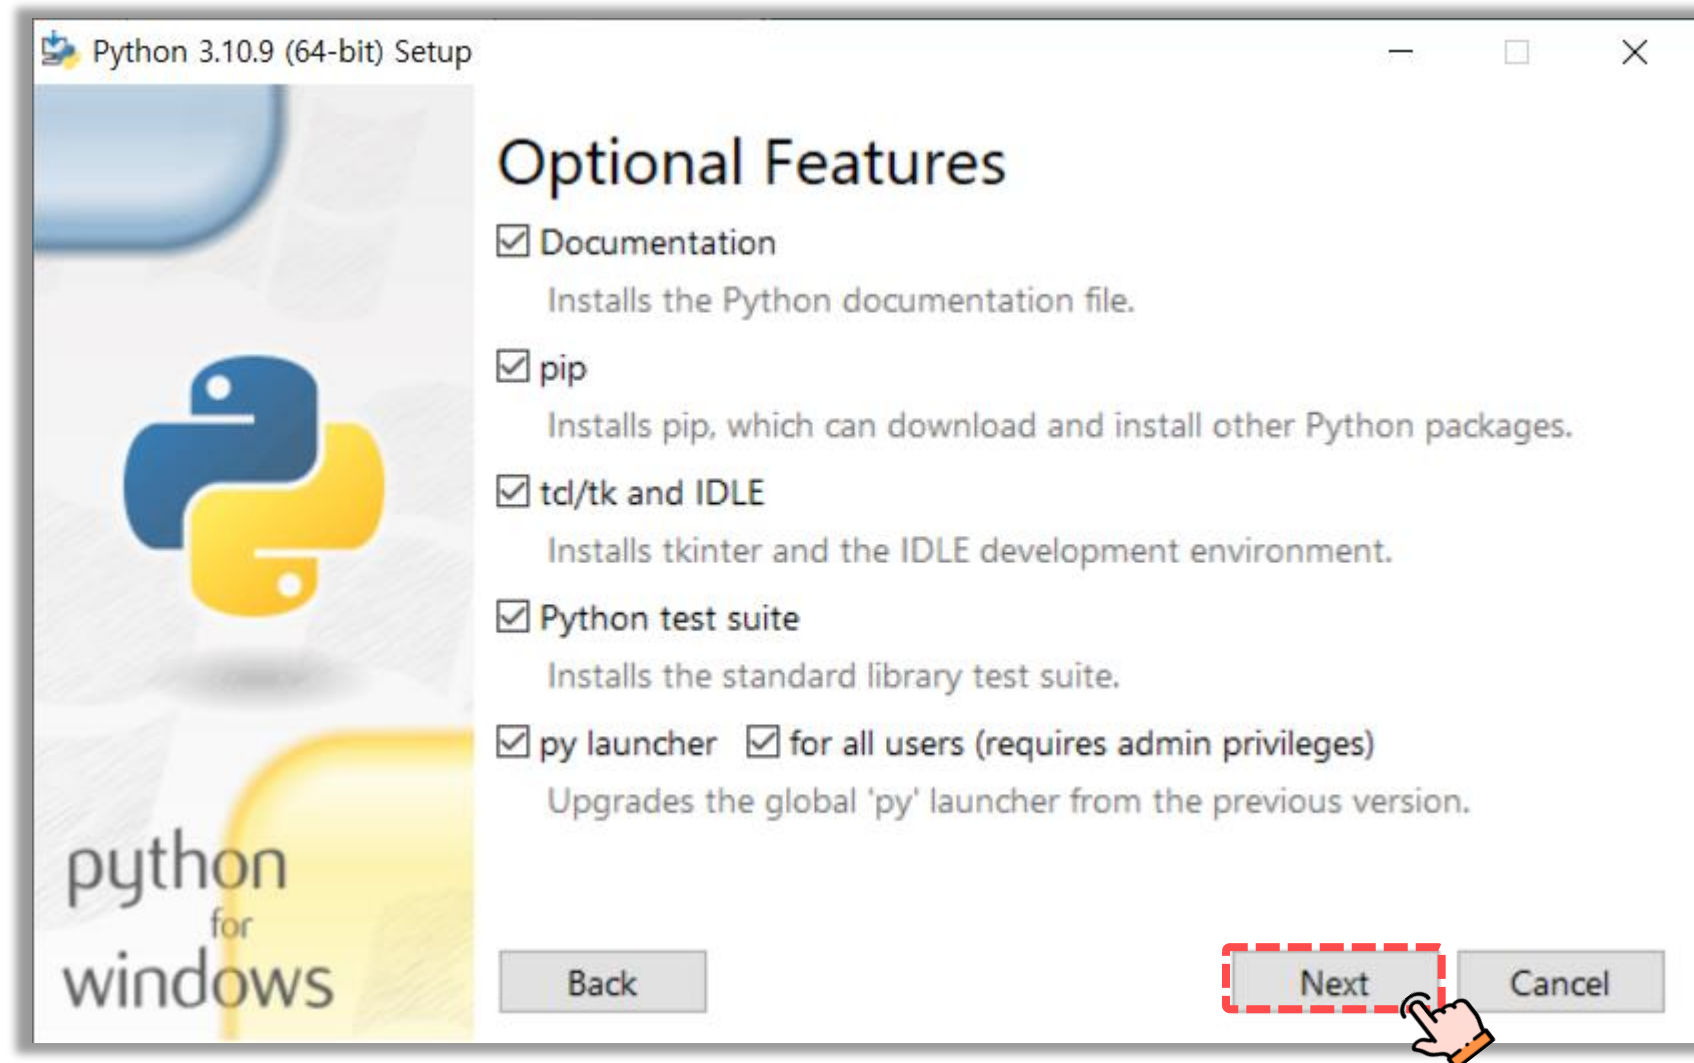 Python 3.10.9 (64-bit) Setup
Optional Features
Documentation
Installs the Python documentation file.
pip
Installs pip, which can download and install other Python packages.
tcl/tk and IDLE
Installs tkinter and the IDLE development environment.
Python test suite
Installs the standard library test suite.
py launcher for all users (requires admin privileges)
Upgrades the global 'py' launcher from the previous version.
python
for
windows
Back Next Cancel